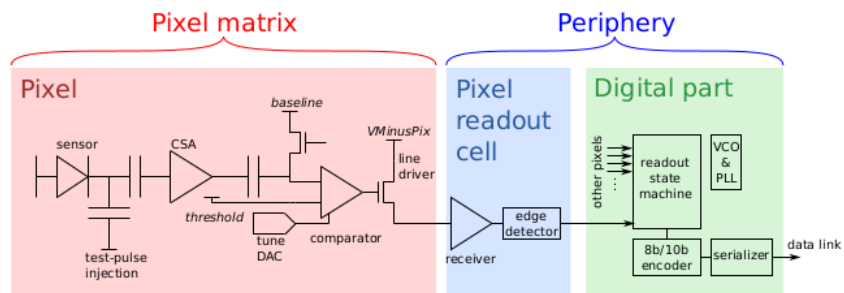 Pixel matrix
Periphery
Pixel
sensor
CSA
baseline
VMinusPix
line
driver
threshold
tune
DAC
comparator
test-pulse
injection
Pixel
readout
cell
receiver
edge
detector
Digital part
other pixels
...
readout
state
machine
VCO
&
PLL
8b/10b
encoder
serializer
data link